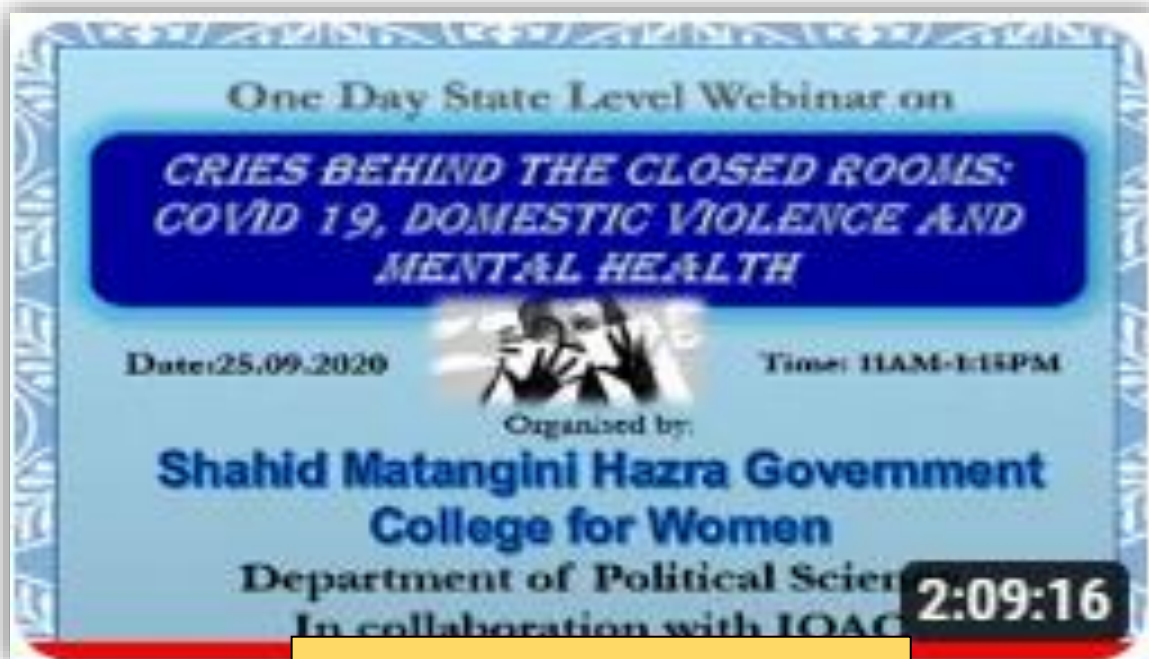 One Day State Level Webinar on
CRIES BEHIND THE CLOSED ROOMS:
COVID 19, DOMESTIC VIOLENCE AND
MENTAL HEALTH
Date:25.09.2020
Time: 11AM-1:15PM
Organised by:
Shahid Matangini Hazra Government
College for Women
Department of Political
2:09:16
In collaboration with